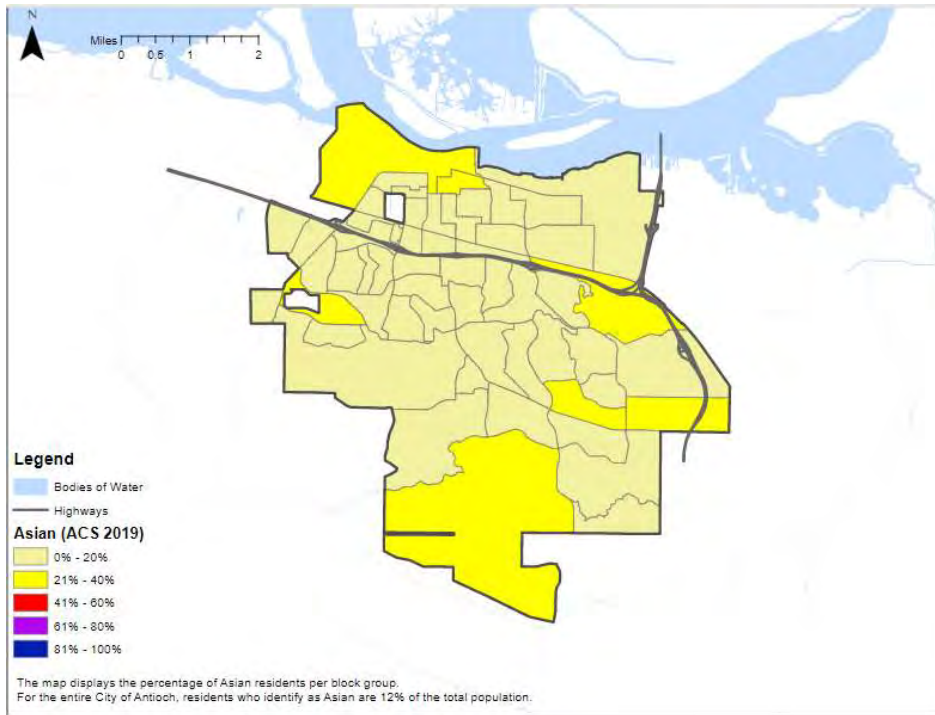 N
Miles
0 0.5 1 2
Legend
Bodies of Water
Highways
Asian (ACS 2019)
0% - 20%
21% - 40%
41% - 60%
61% - 80%
81% - 100%
The map displays the percentage of Asian residents per block group.
For the entire City of Antioch, residents who identify as Asian are 12% of the total population.